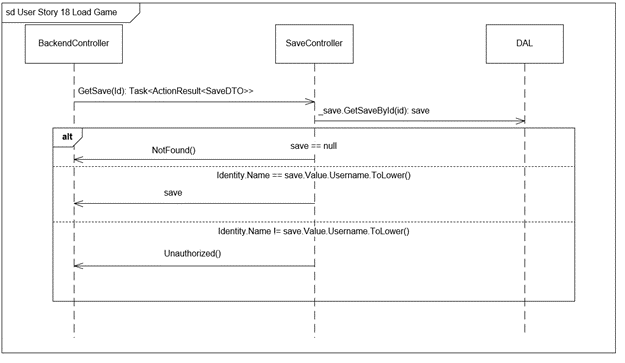 sd User Story 18 Load Game
BackendController
SaveController
DAL
GetSave(Id): Task<ActionResult<SaveDTO>>
_save.GetSaveById(id): save
alt
save == null
NotFound()
Identity.Name == save.Value.Username.ToLower()
save
Identity.Name != save.Value.Username.ToLower()
Unauthorized()